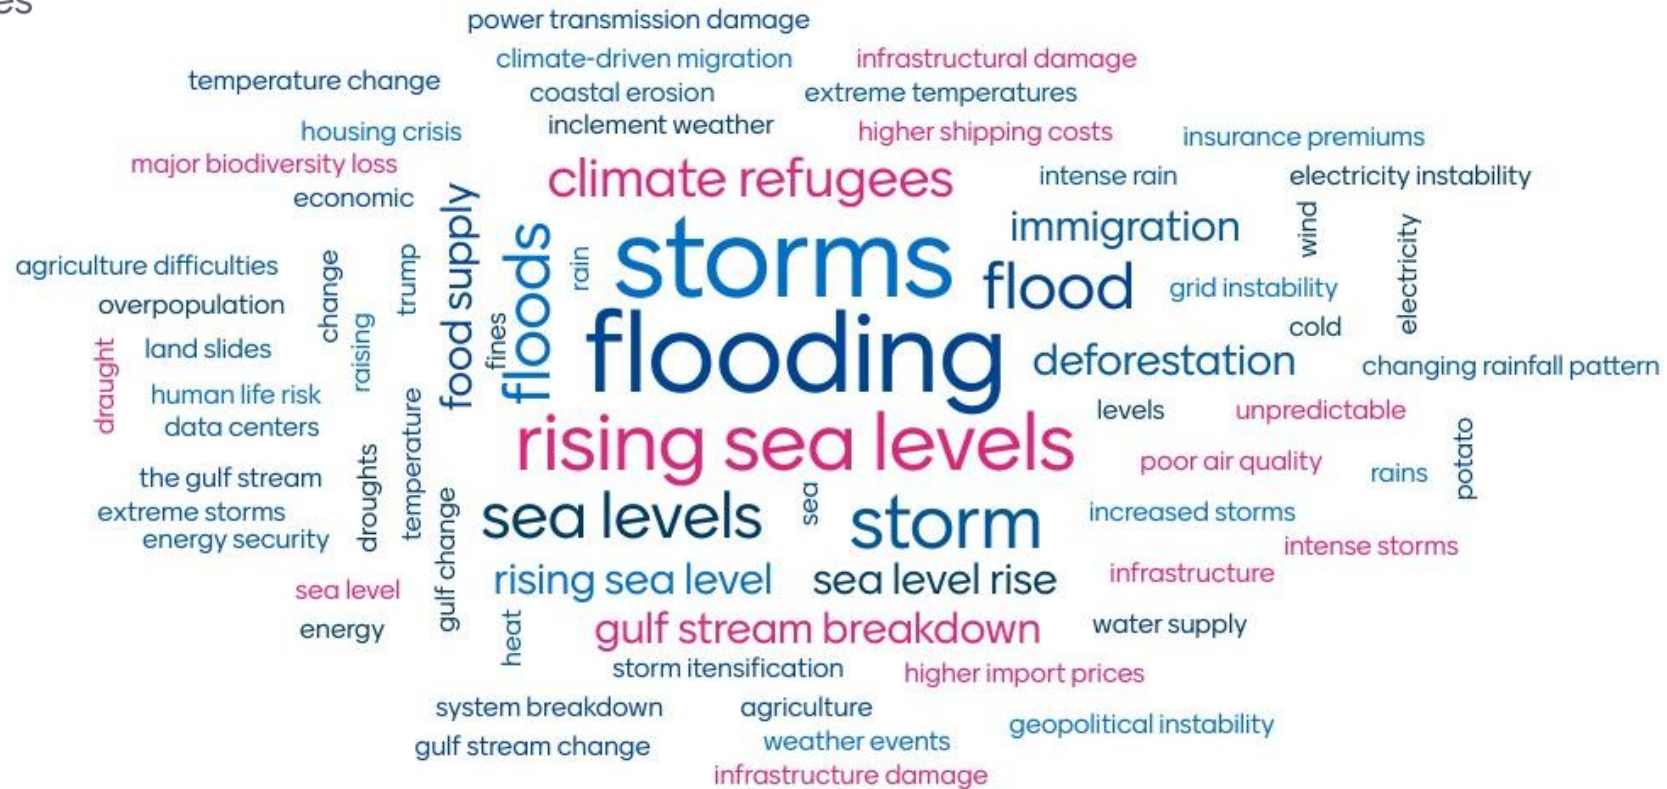 es
power transmission damage
climate-driven migration
infrastructural damage
temperature change
coastal erosion
extreme temperatures
housing crisis
inclement weather
higher shipping costs
insurance premiums
major biodiversity loss
climate refugees
intense rain
electricity instability
economic
food supply
floods
rain
storms
immigration
wind
electricity
agriculture difficulties
change
trump
flood
grid instability
overpopulation
raising
fines
flooding
cold
draught
land slides
deforestation
changing rainfall pattern
human life risk
temperature
levels
unpredictable
data centers
rising sea levels
potato
the gulf stream
droughts
poor air quality
rains
extreme storms
gulf change
sea levels
sea
storm
increased storms
energy security
intense storms
sea level
rising sea level
sea level rise
infrastructure
energy
heat
gulf stream breakdown
water supply
storm itensification
higher import prices
system breakdown
agriculture
geopolitical instability
gulf stream change
weather events
infrastructure damage